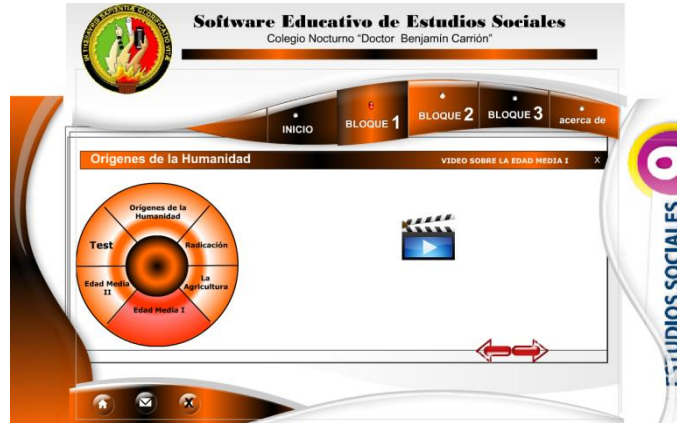 Software Educativo de Estudios Sociales
Colegio Nocturno "Doctor Benjamín Carrión"
INICIO
BLOQUE 1
BLOQUE 2
BLOQUE 3
acerca de
Orígenes de la Humanidad
VIDEO SOBRE LA EDAD MEDIA I X
Orígenes de la
Humanidad
Test
Radicación
Edad Media
II
La
Agricultura
Edad Media I
ESTUDIOS SOCIALES